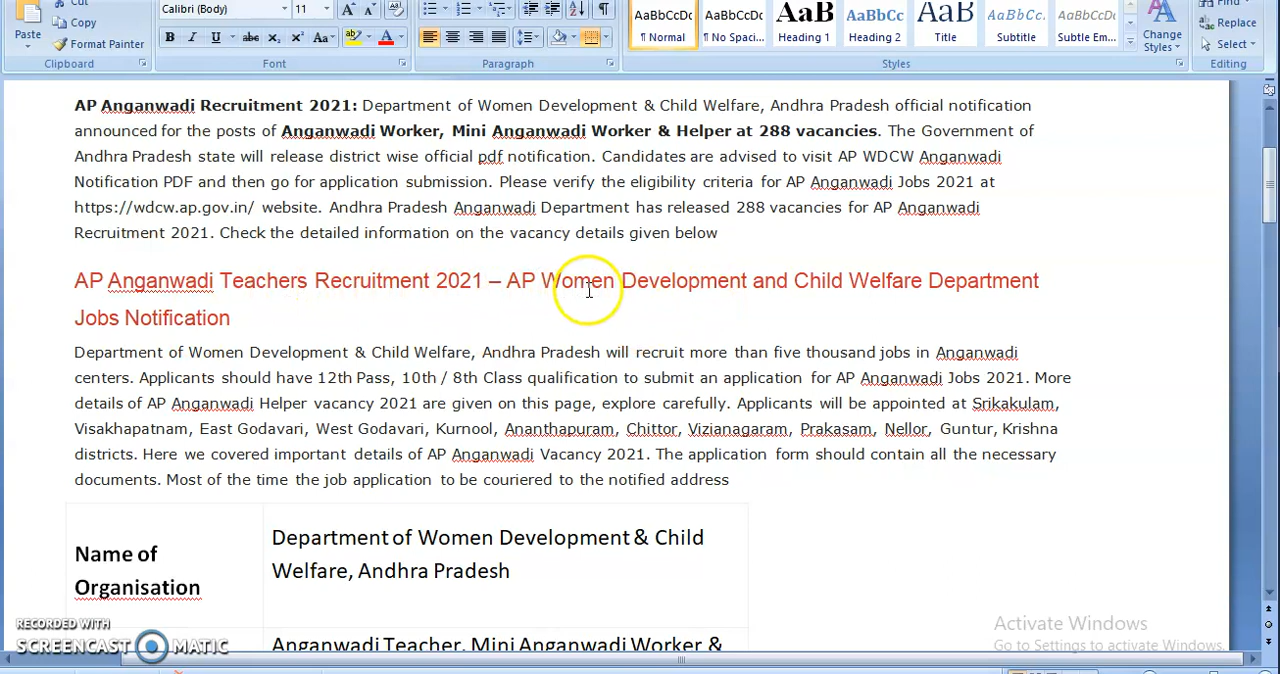 Cut
Calibri (Body) 11
Find
Copy
Paste
Replace
Format Painter
B I U abc X₂ X² Aa A
AaBbCcDc AaBbCcDc AaB AaBbCc AaB AaBbCc AaBbCcDc
¶ Normal ¶ No Spaci... Heading 1 Heading 2 Title Subtitle Subtle Em...
Change
Styles
Select
Clipboard Font Paragraph Styles Editing
AP Anganwadi Recruitment 2021: Department of Women Development & Child Welfare, Andhra Pradesh official notification
announced for the posts of Anganwadi Worker, Mini Anganwadi Worker & Helper at 288 vacancies. The Government of
Andhra Pradesh state will release district wise official pdf notification. Candidates are advised to visit AP WDCW Anganwadi
Notification PDF and then go for application submission. Please verify the eligibility criteria for AP Anganwadi Jobs 2021 at
https://wdcw.ap.gov.in/ website. Andhra Pradesh Anganwadi Department has released 288 vacancies for AP Anganwadi
Recruitment 2021. Check the detailed information on the vacancy details given below
AP Anganwadi Teachers Recruitment 2021 – AP Women Development and Child Welfare Department
Jobs Notification
Department of Women Development & Child Welfare, Andhra Pradesh will recruit more than five thousand jobs in Anganwadi
centers. Applicants should have 12th Pass, 10th / 8th Class qualification to submit an application for AP Anganwadi Jobs 2021. More
details of AP Anganwadi Helper vacancy 2021 are given on this page, explore carefully. Applicants will be appointed at Srikakulam,
Visakhapatnam, East Godavari, West Godavari, Kurnool, Ananthapuram, Chittor, Vizianagaram, Prakasam, Nellor, Guntur, Krishna
districts. Here we covered important details of AP Anganwadi Vacancy 2021. The application form should contain all the necessary
documents. Most of the time the job application to be couriered to the notified address
Name of
Organisation
Department of Women Development & Child
Welfare, Andhra Pradesh
Anganwadi Teacher, Mini Anganwadi Worker &
RECORDED WITH
SCREENCAST MATIC
Activate Windows
Go to Settings to activate Windows.